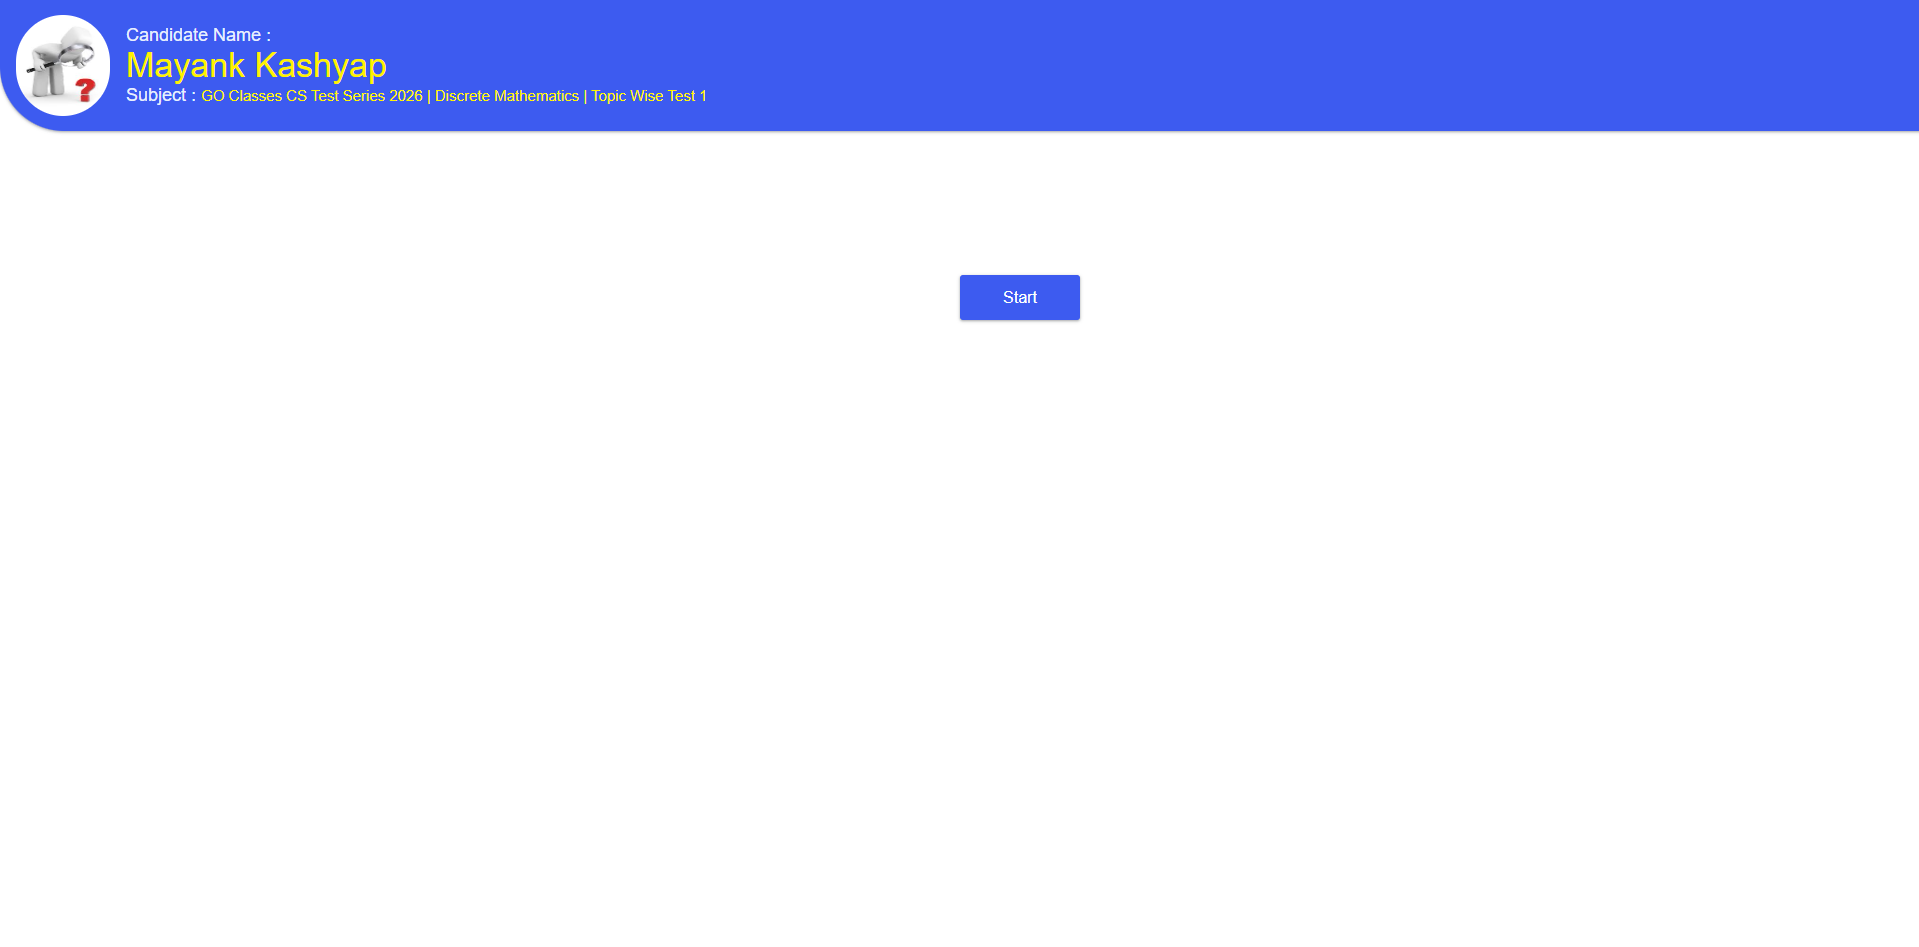 Candidate Name :
Mayank Kashyap
Subject : GO Classes CS Test Series 2026 | Discrete Mathematics | Topic Wise Test 1
Start